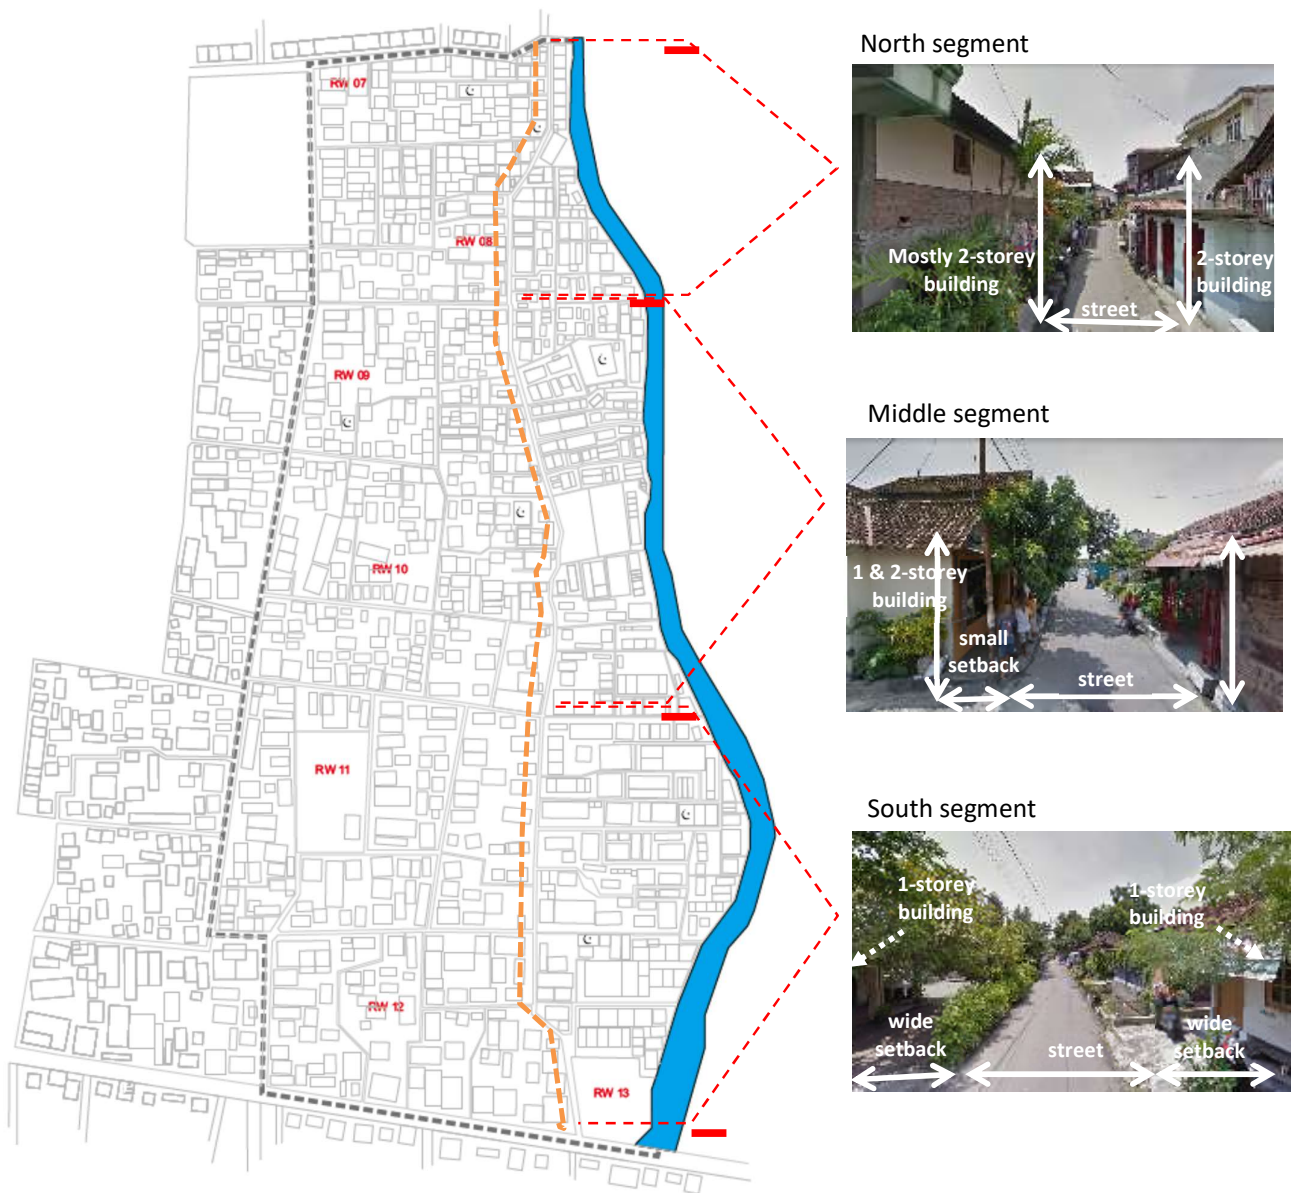 North segment
RW 07
Mostly 2-storey
building
2-storey
building
street
RW 08
RW 09
Middle segment
1 & 2-storey
building
small
setback
street
RW 10
RW 11
South segment
1-storey
building
1-storey
building
wide
setback
street
wide
setback
RW 12
RW 13